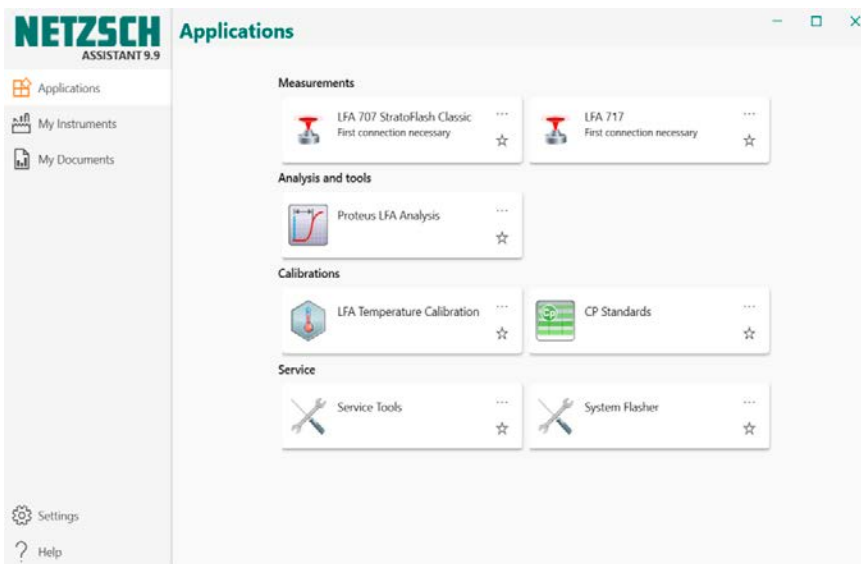 NETZSCH
ASSISTANT 9.9
Applications
My Instruments
My Documents
Settings
Help
Applications
Measurements
LFA 707 StratoFlash Classic
First connection necessary
LFA 717
First connection necessary
Analysis and tools
Proteus LFA Analysis
Calibrations
LFA Temperature Calibration
Cp
CP Standards
Service
Service Tools
System Flasher